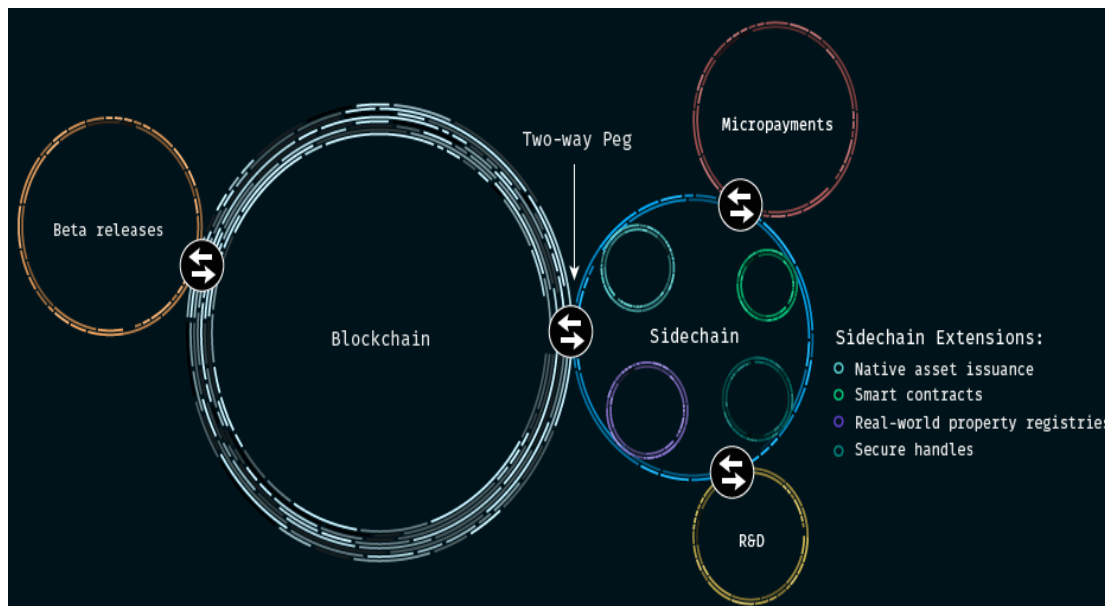 Micropayments
Two-way Peg
Beta releases
Blockchain
Sidechain
Sidechain Extensions:
Native asset issuance
Smart contracts
Real-world property registries
Secure handles
R&D